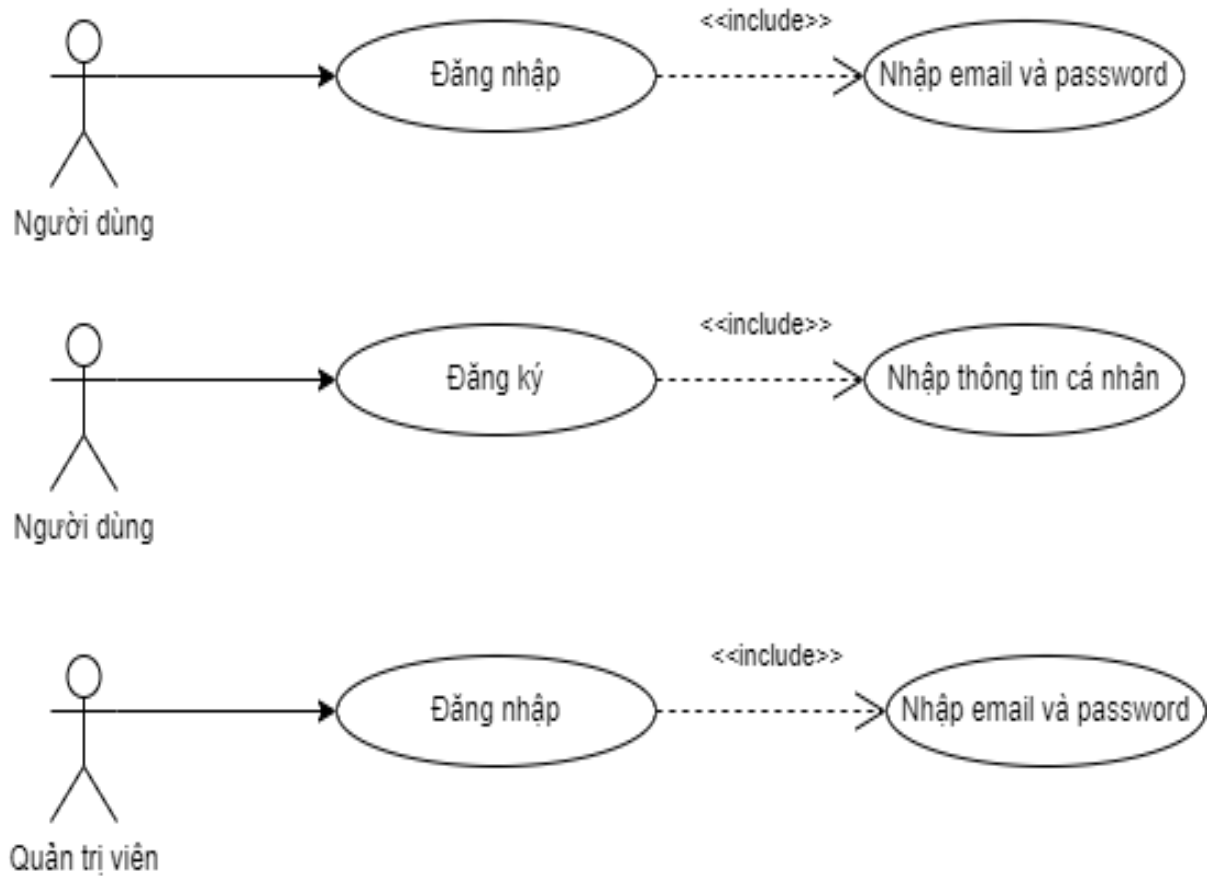 <<include>>
Đăng nhập
Nhập email và password
Người dùng
<<include>>
Đăng ký
Nhập thông tin cá nhân
Người dùng
<<include>>
Đăng nhập
Nhập email và password
Quản trị viên